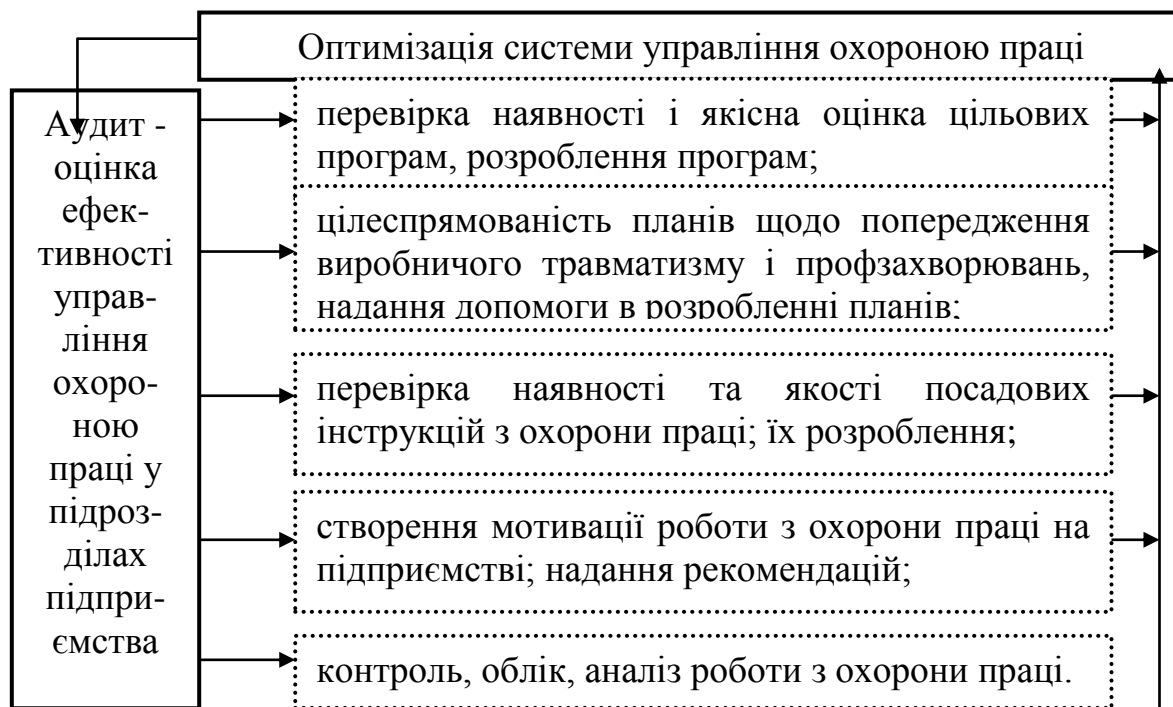 Оптимізація системи управління охороною праці
Аудит -
оцінка
ефек-
тивності
управ-
ління
охоро-
ною
праці у
підроз-
ділах
підпри-
ємства
перевірка наявності і якісна оцінка цільових
програм, розроблення програм;
цілеспрямованість планів щодо попередження
виробничого травматизму і профзахворювань,
надання допомоги в розробленні планів;
перевірка наявності та якості посадових
інструкцій з охорони праці; їх розроблення;
створення мотивації роботи з охорони праці на
підприємстві; надання рекомендацій;
контроль, облік, аналіз роботи з охорони праці.